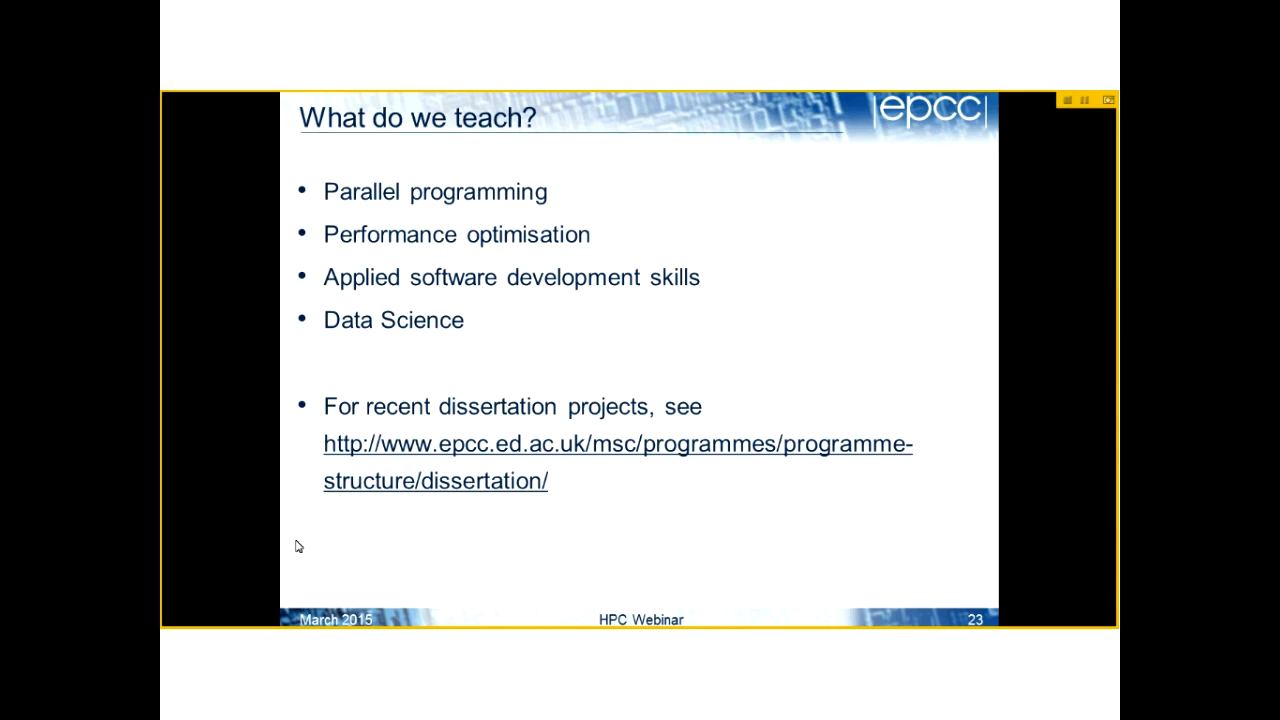 What do we teach?
|epcc|
• Parallel programming
• Performance optimisation
• Applied software development skills
• Data Science
• For recent dissertation projects, see
http://www.epcc.ed.ac.uk/msc/programmes/programme-
structure/dissertation/
March 2015
HPC Webinar
23